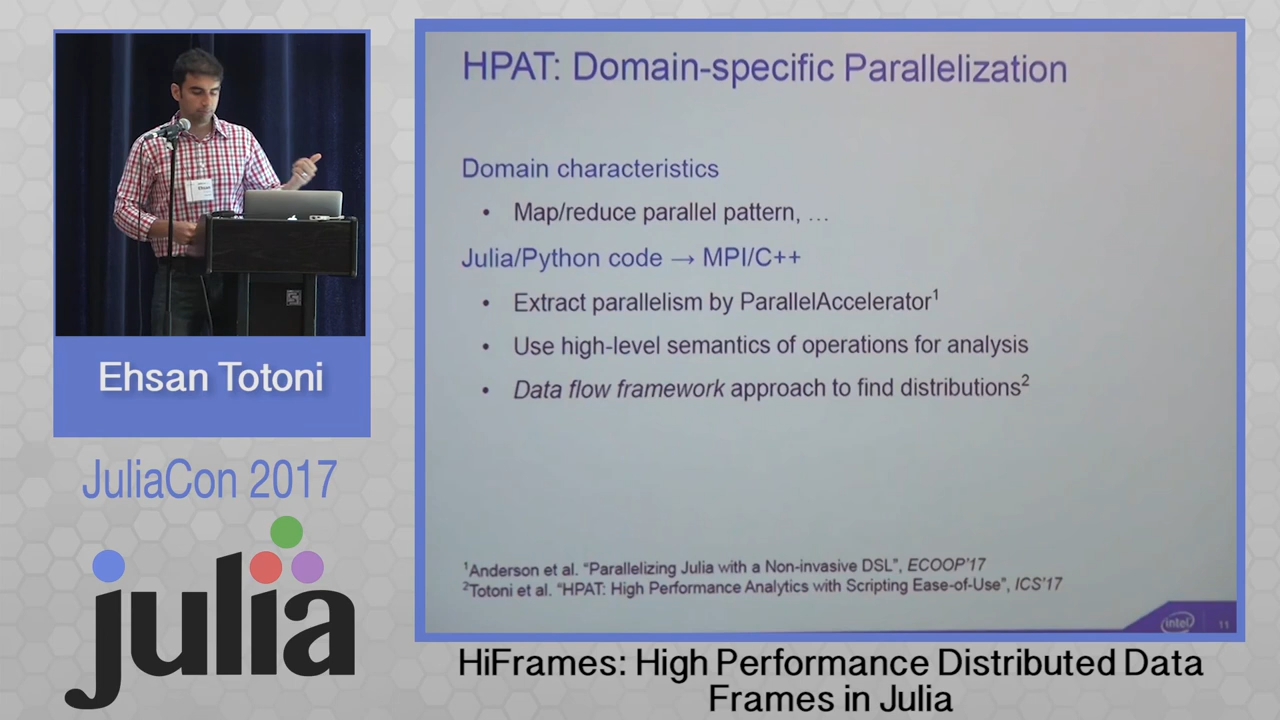 HPAT: Domain-specific Parallelization
Domain characteristics
• Map/reduce parallel pattern, …
Julia/Python code → MPI/C++
• Extract parallelism by ParallelAccelerator¹
• Use high-level semantics of operations for analysis
• Data flow framework approach to find distributions²
¹Anderson et al. “Parallelizing Julia with a Non-invasive DSL”, ECOOP’17
²Totoni et al. “HPAT: High Performance Analytics with Scripting Ease-of-Use”, ICS’17
intel
11
Ehsan Totoni
JuliaCon 2017
julia
HiFrames: High Performance Distributed Data
Frames in Julia